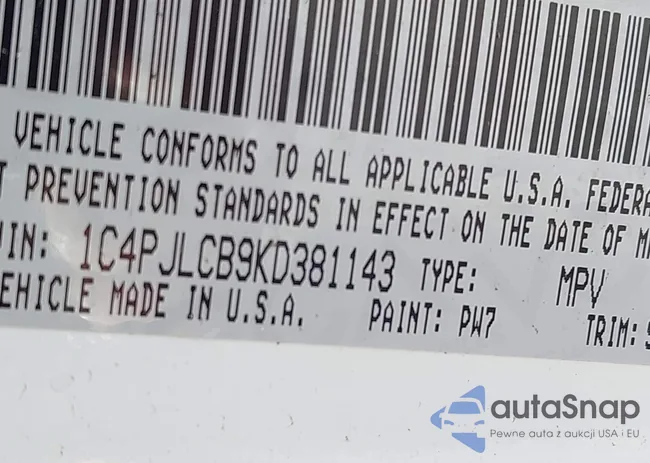 VEHICLE CONFORMS TO ALL APPLICABLE U.S.A. FEDERA
T PREVENTION STANDARDS IN EFFECT ON THE DATE OF M
VIN: 1C4PJLCB9KD381143 TYPE: MPV
EHICLE MADE IN U.S.A. PAINT: PW7 TRIM:
autaSnap
Pewne auta z aukcji USA i EU